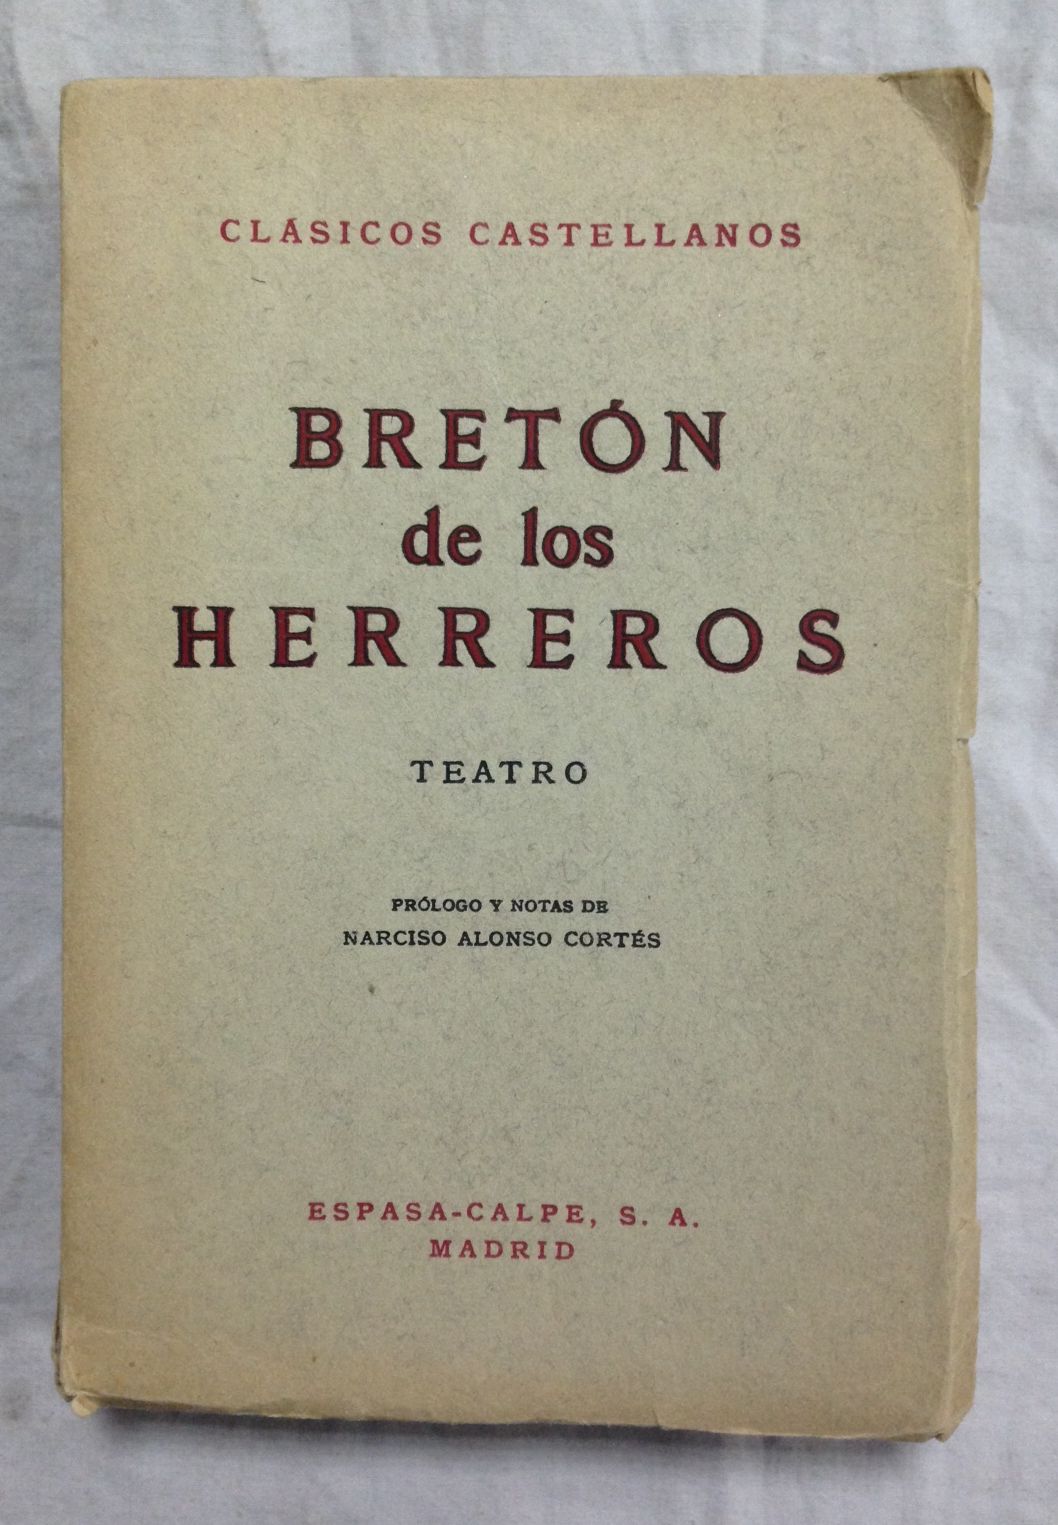 CLÁSICOS CASTELLANOS
BRETÓN
de los
HERREROS
TEATRO
PRÓLOGO Y NOTAS DE
NARCISO ALONSO CORTÉS
ESPASA-CALPE, S. A.
MADRID